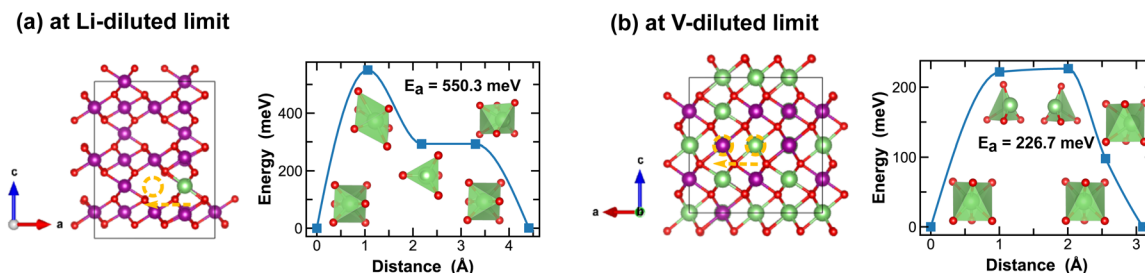 (a) at Li-diluted limit
c
a
Energy (meV)
400
200
0
Ea = 550.3 meV
0 1 2 3 4
Distance (Å)
(b) at V-diluted limit
c
a
b
Energy (meV)
200
100
0
Ea = 226.7 meV
0 1 2 3
Distance (Å)